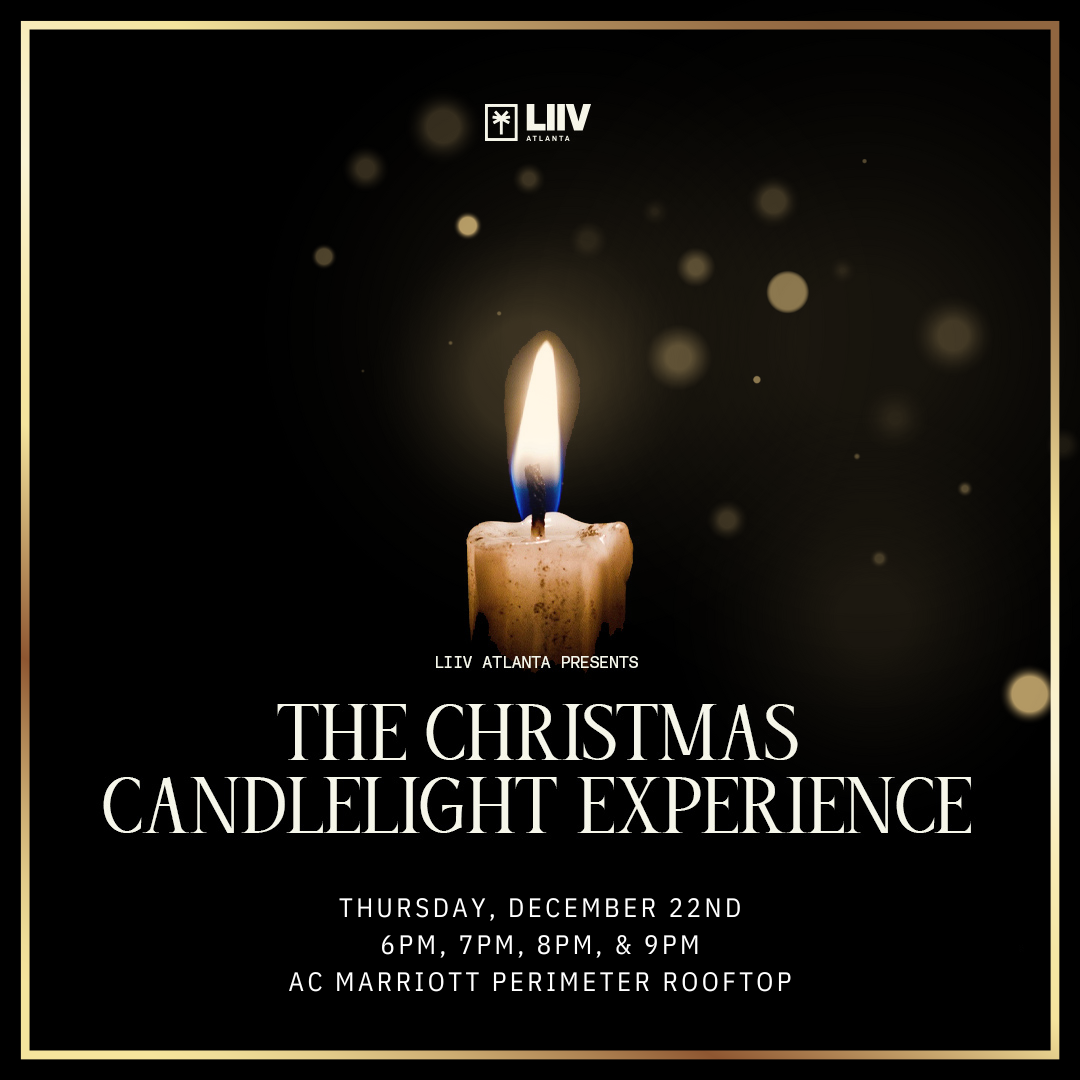 LIIV
ATLANTA
LIIV ATLANTA PRESENTS
THE CHRISTMAS
CANDLELIGHT EXPERIENCE
THURSDAY, DECEMBER 22ND
6PM, 7PM, 8PM, & 9PM
AC MARRIOTT PERIMETER ROOFTOP